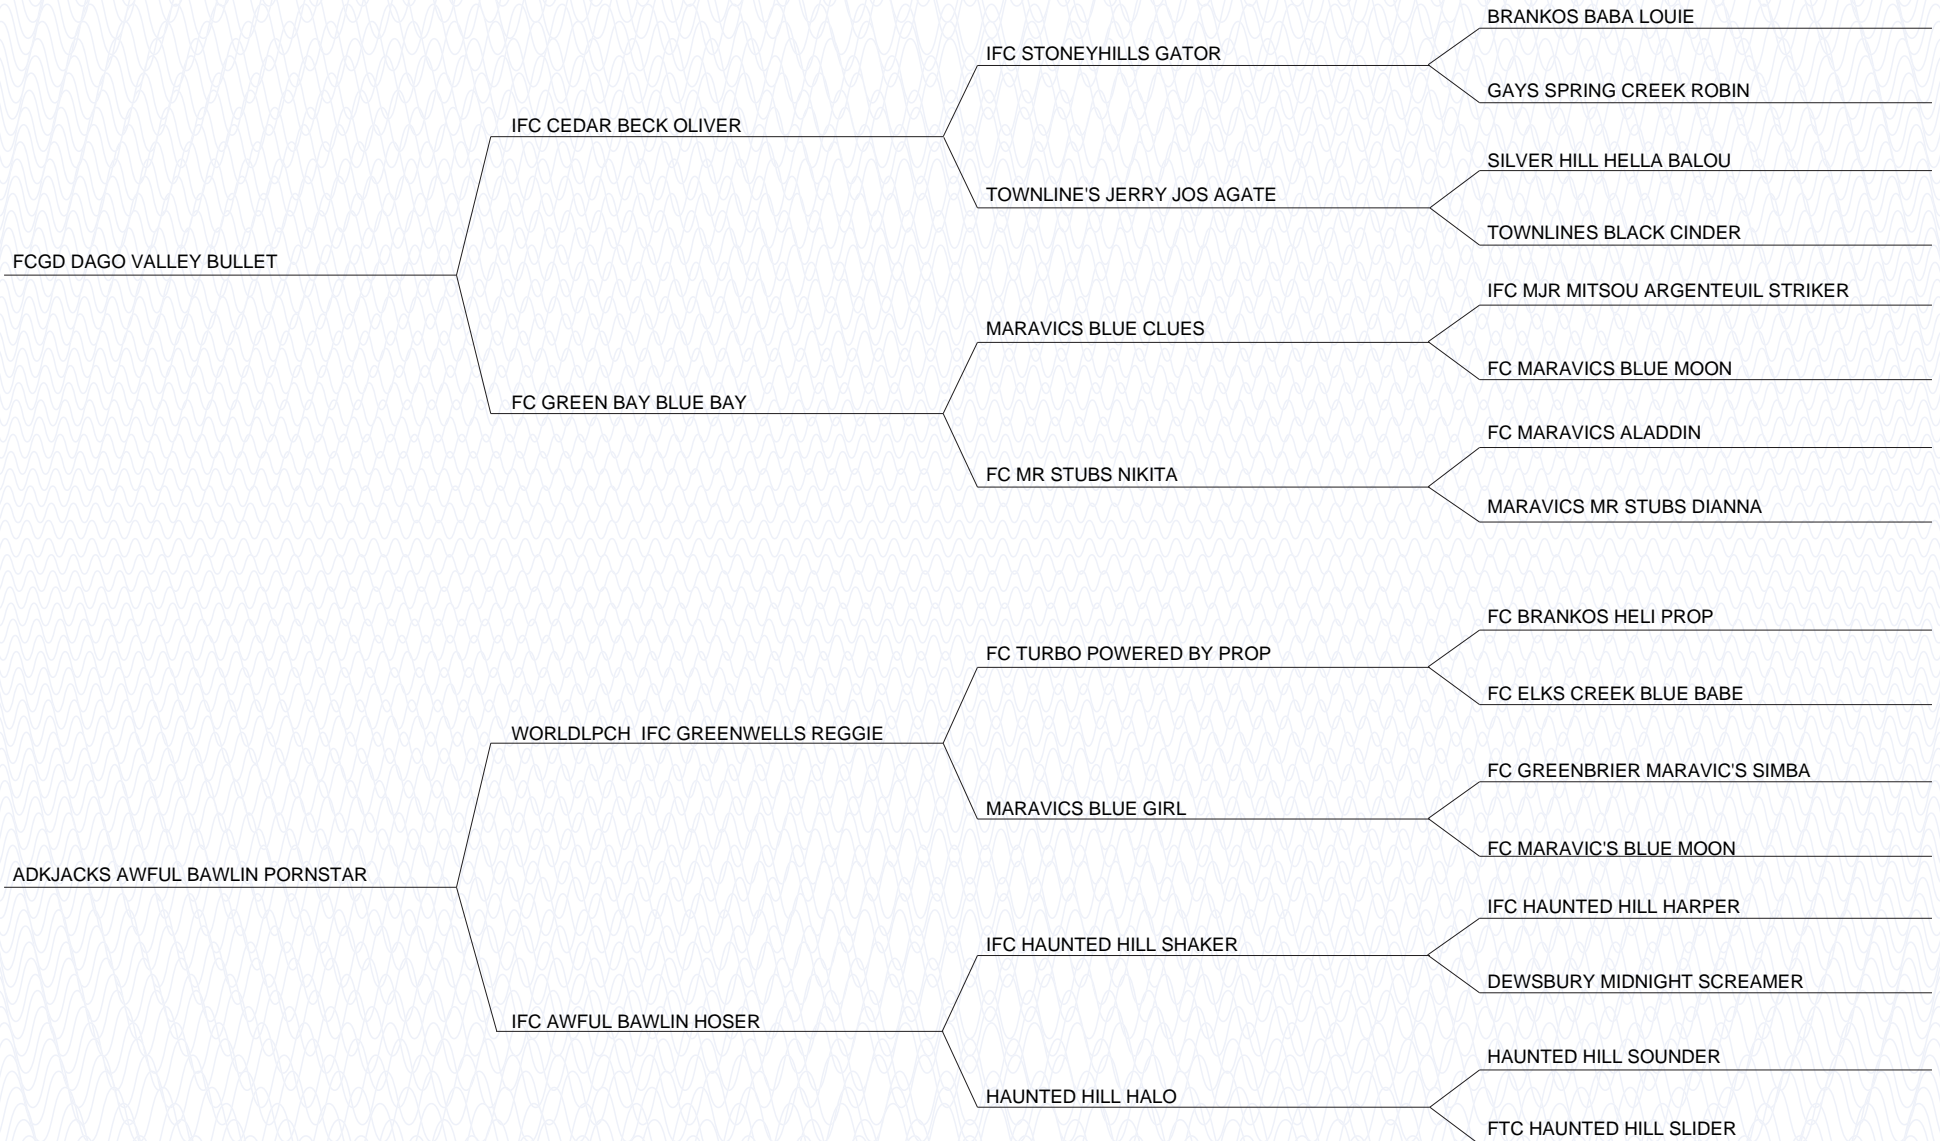 BRANKOS BABA LOUIE
IFC STONEYHILLS GATOR
GAYS SPRING CREEK ROBIN
IFC CEDAR BECK OLIVER
SILVER HILL HELLA BALOU
TOWNLINE'S JERRY JOS AGATE
TOWNLINES BLACK CINDER
FCGD DAGO VALLEY BULLET
IFC MJR MITSOU ARGENTEUIL STRIKER
MARAVICS BLUE CLUES
FC MARAVICS BLUE MOON
FC GREEN BAY BLUE BAY
FC MARAVICS ALADDIN
FC MR STUBS NIKITA
MARAVICS MR STUBS DIANNA
FC BRANKOS HELI PROP
FC TURBO POWERED BY PROP
FC ELKS CREEK BLUE BABE
WORLDLPCH  IFC GREENWELLS REGGIE
FC GREENBRIER MARAVIC'S SIMBA
MARAVICS BLUE GIRL
FC MARAVIC'S BLUE MOON
ADKJACKS AWFUL BAWLIN PORNSTAR
IFC HAUNTED HILL HARPER
IFC HAUNTED HILL SHAKER
DEWSBURY MIDNIGHT SCREAMER
IFC AWFUL BAWLIN HOSER
HAUNTED HILL SOUNDER
HAUNTED HILL HALO
FTC HAUNTED HILL SLIDER